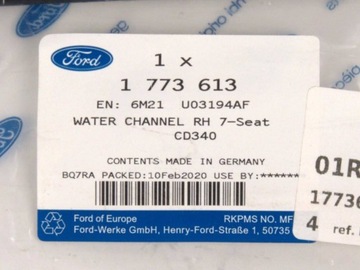 Ford
1 x
1 773 613
EN: 6M21 U03194AF
WATER CHANNEL RH 7-Seat
CD340
CONTENTS MADE IN GERMANY
BQ7RA PACKED:10Feb2020 USE BY:*******
Ford of Europe RKPMS NO. MF
Ford-Werke GmbH, Henry-Ford-Straße 1, 50735
01R
17736
4 ref.